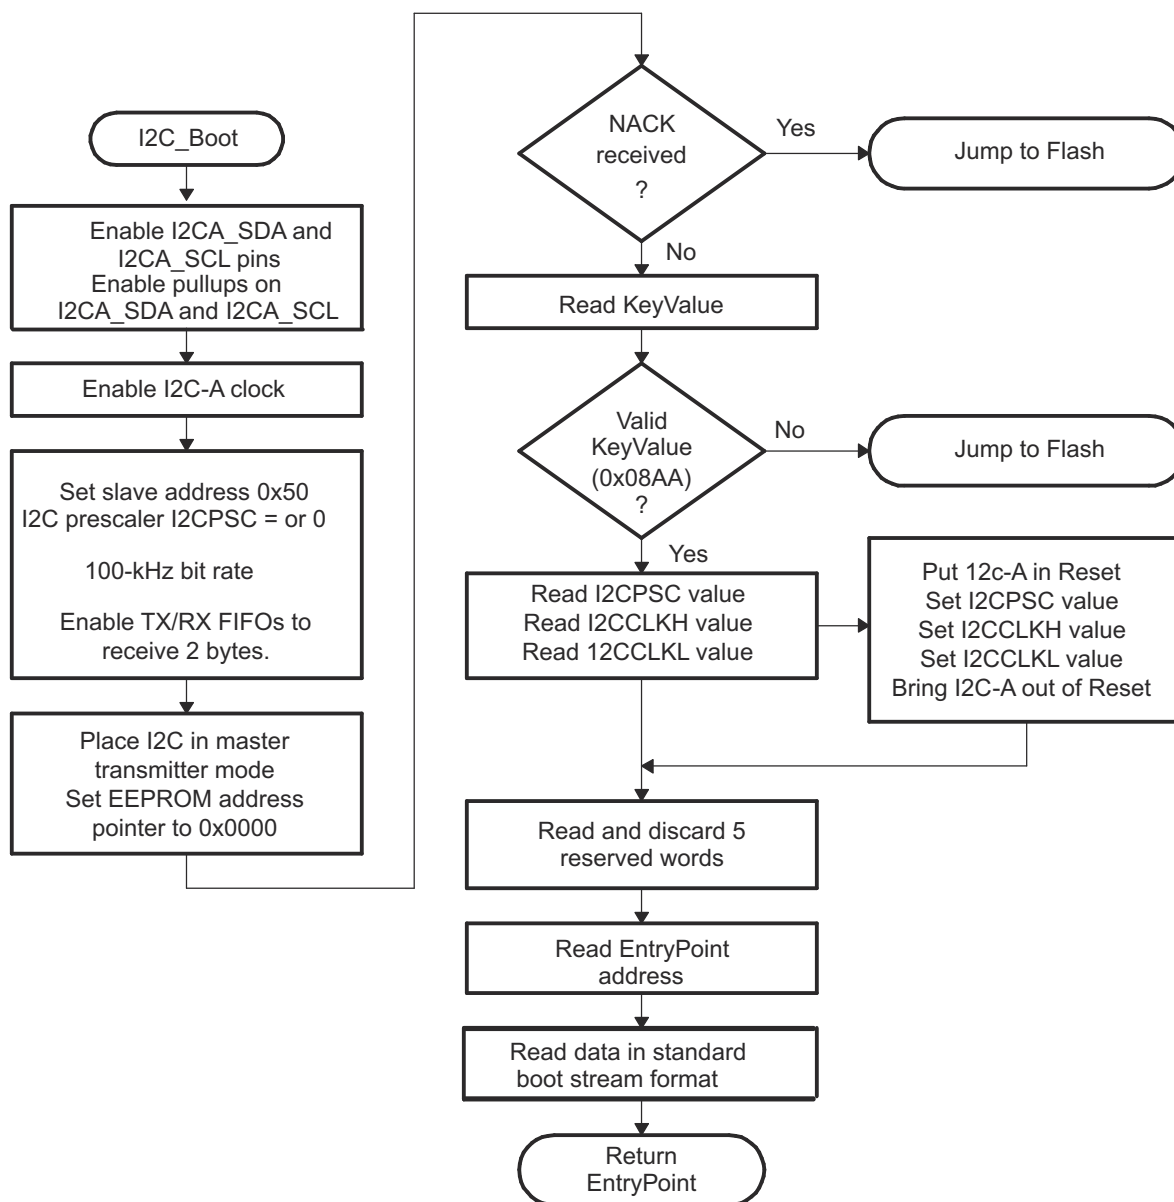 I2C_Boot
Enable I2CA_SDA and
I2CA_SCL pins
Enable pullups on
I2CA_SDA and I2CA_SCL
Enable I2C-A clock
Set slave address 0x50
I2C prescaler I2CPSC = or 0
100-kHz bit rate
Enable TX/RX FIFOs to
receive 2 bytes.
Place I2C in master
transmitter mode
Set EEPROM address
pointer to 0x0000
NACK
received
?
Yes
Jump to Flash
No
Read KeyValue
Valid
KeyValue
(0x08AA)
?
No
Jump to Flash
Yes
Read I2CPSC value
Read I2CCLKH value
Read 12CCLKL value
Put 12c-A in Reset
Set I2CPSC value
Set I2CCLKH value
Set I2CCLKL value
Bring I2C-A out of Reset
Read and discard 5
reserved words
Read EntryPoint
address
Read data in standard
boot stream format
Return
EntryPoint